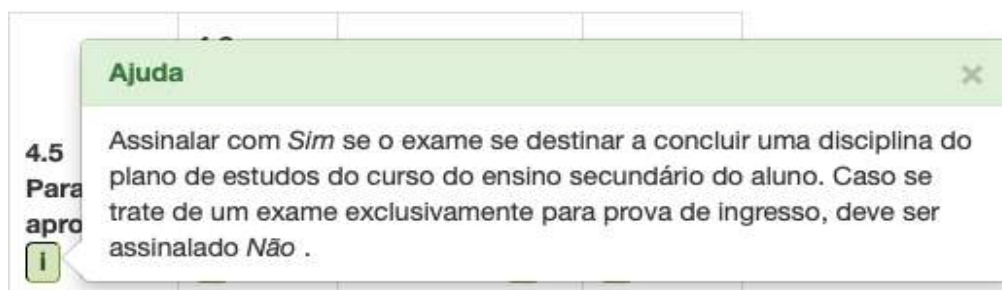 Ajuda
×
Assinalar com Sim se o exame se destinar a concluir uma disciplina do
plano de estudos do curso do ensino secundário do aluno. Caso se
trate de um exame exclusivamente para prova de ingresso, deve ser
assinalado Não .
4.5
Para
apro
i